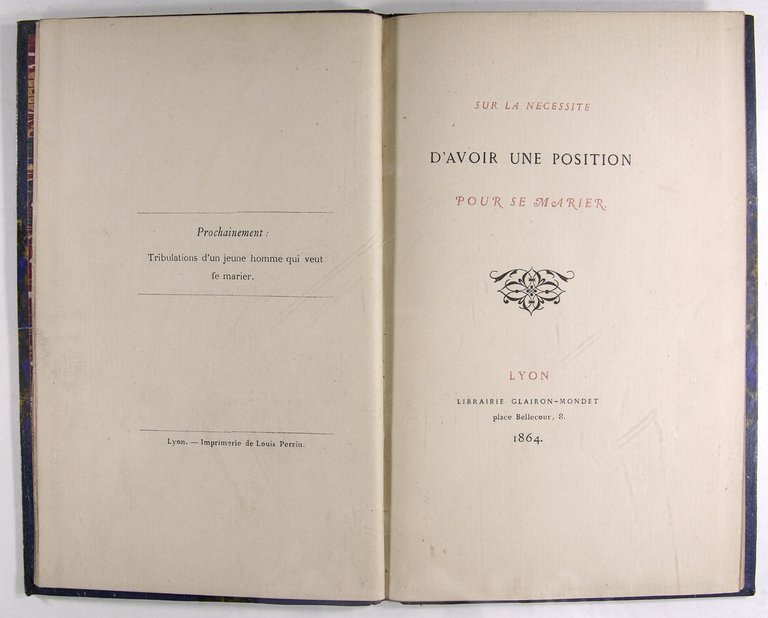 Prochainement :
Tribulations d'un jeune homme qui veut
ſe marier.
Lyon. — Imprimerie de Louis Perrin.
SUR LA NECESSITE
D'AVOIR UNE POSITION
POUR SE MARIER.
LYON
LIBRAIRIE GLAIRON-MONDET
place Bellecour, 8.
1864.